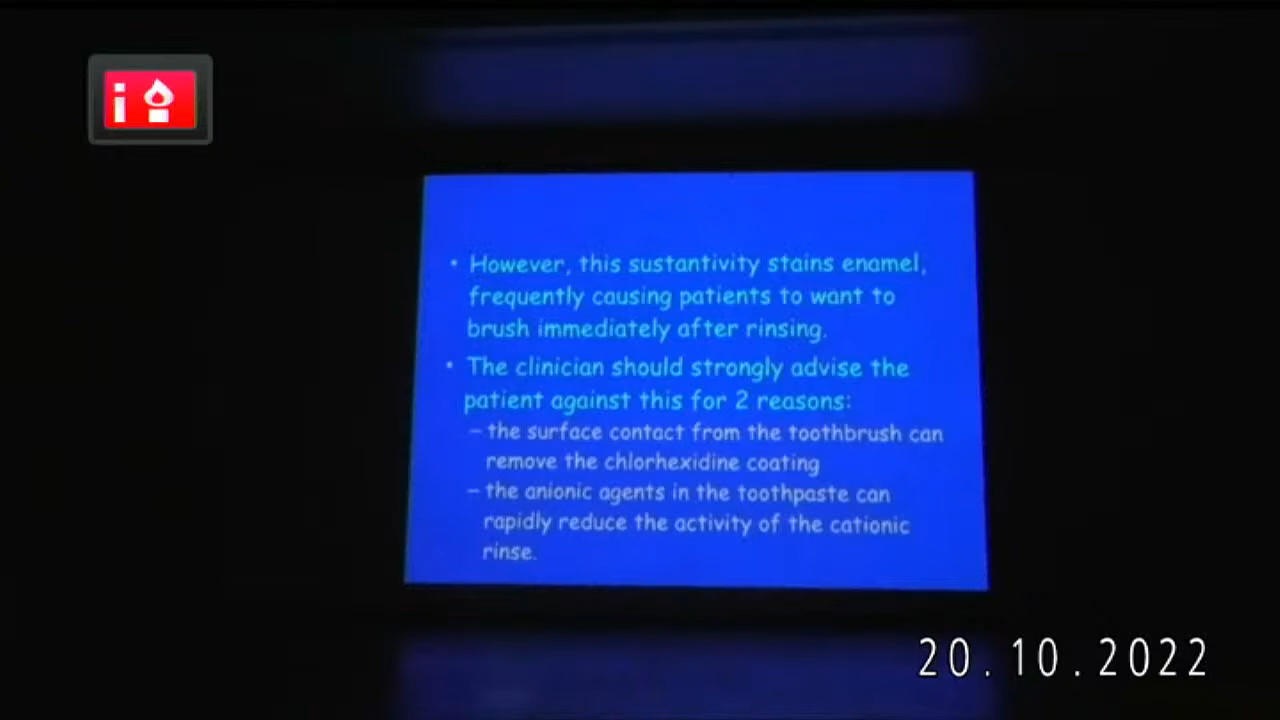 i
• However, this sustantivity stains enamel,
frequently causing patients to want to
brush immediately after rinsing.
• The clinician should strongly advise the
patient against this for 2 reasons:
– the surface contact from the toothbrush can
remove the chlorhexidine coating
– the anionic agents in the toothpaste can
rapidly reduce the activity of the cationic
rinse.
20.10.2022